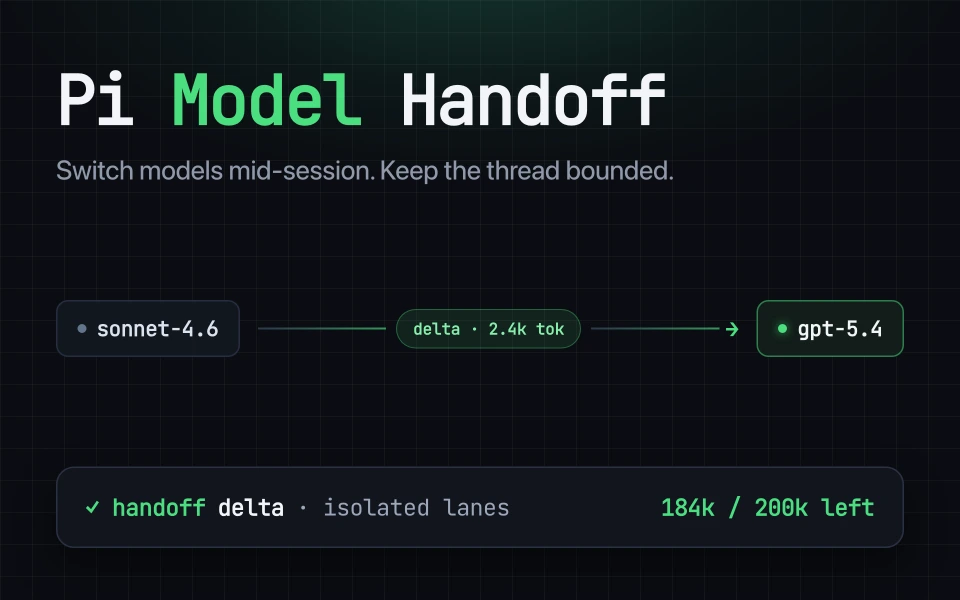 Pi Model Handoff
Switch models mid-session. Keep the thread bounded.
sonnet-4.6
delta · 2.4k tok
→
gpt-5.4
✓ handoff delta · isolated lanes
184k / 200k left